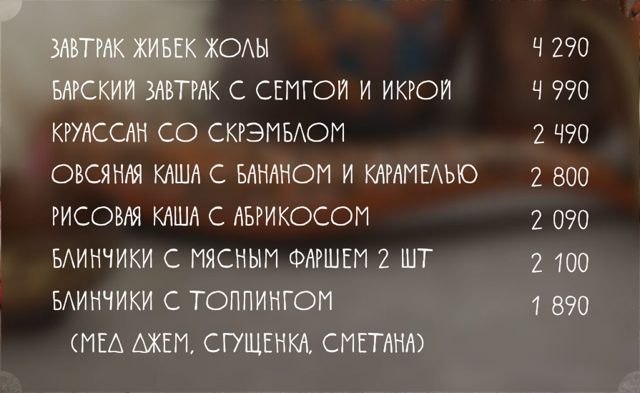 ЗАВТРАК ЖИБЕК ЖОЛЫ 4 290
БАРСКИЙ ЗАВТРАК С СЕМГОЙ И ИКРОЙ 4 990
КРУАССАН СО СКРЭМБЛОМ 2 490
ОВСЯНАЯ КАША С БАНАНОМ И КАРАМЕЛЬЮ 2 800
РИСОВАЯ КАША С АБРИКОСОМ 2 090
БЛИНЧИКИ С МЯСНЫМ ФАРШЕМ 2 ШТ 2 100
БЛИНЧИКИ С ТОППИНГОМ 1 890
(МЕД ДЖЕМ, СГУЩЕНКА, СМЕТАНА)